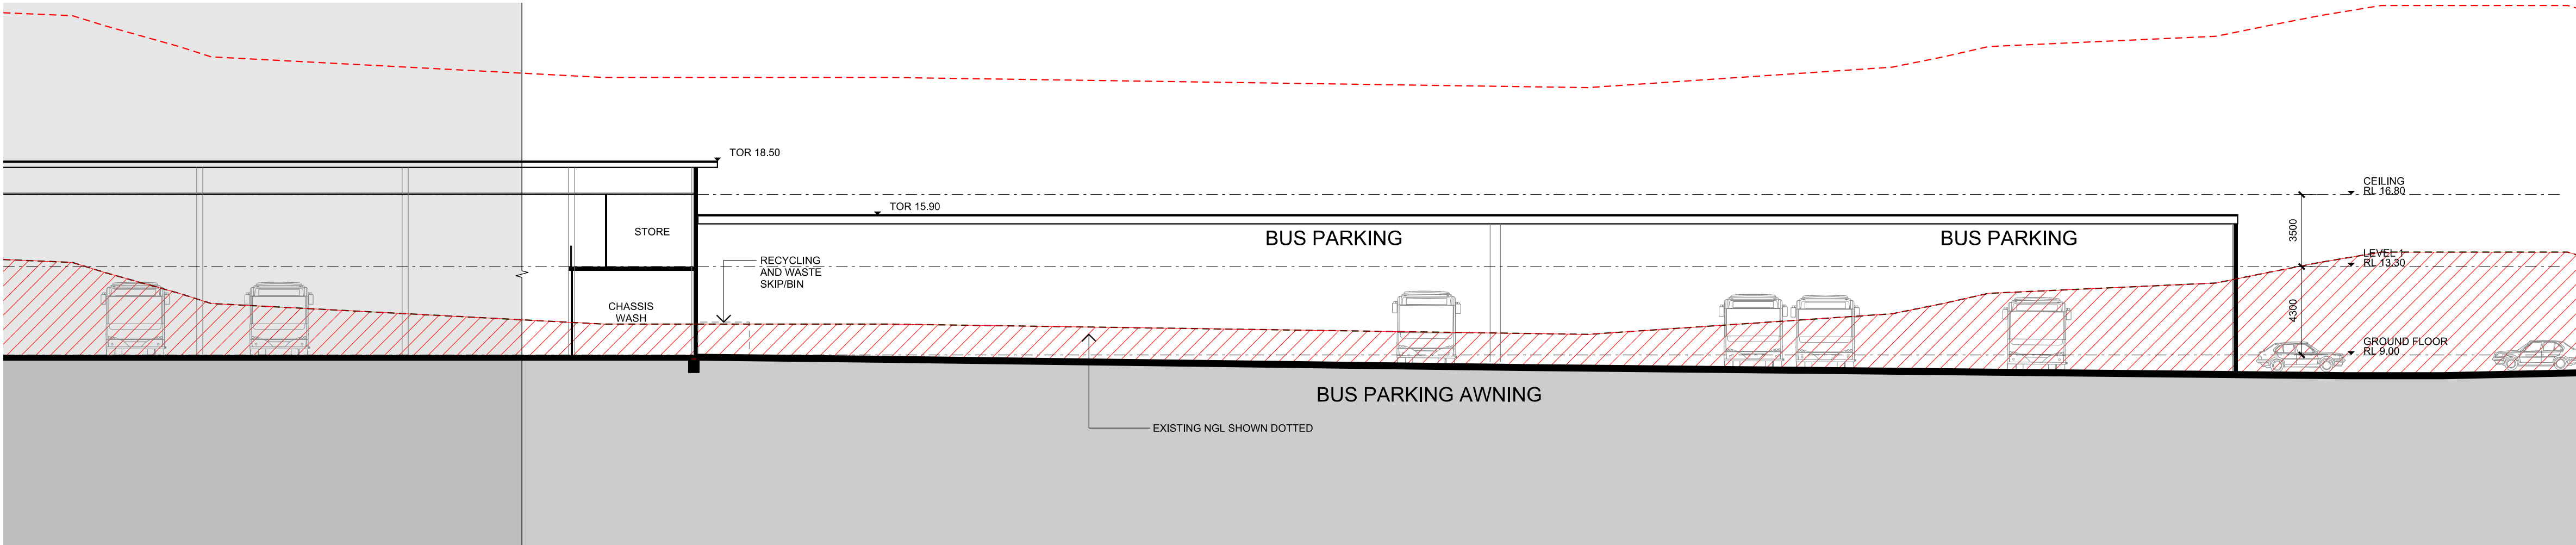 TOR 18.50
CEILING
RL 16.80
TOR 15.90
STORE
BUS PARKING
BUS PARKING
3500
RECYCLING
AND WASTE
SKIP/BIN
LEVEL 1
RL 13.30
CHASSIS
WASH
4300
GROUND FLOOR
RL 9.00
BUS PARKING AWNING
EXISTING NGL SHOWN DOTTED